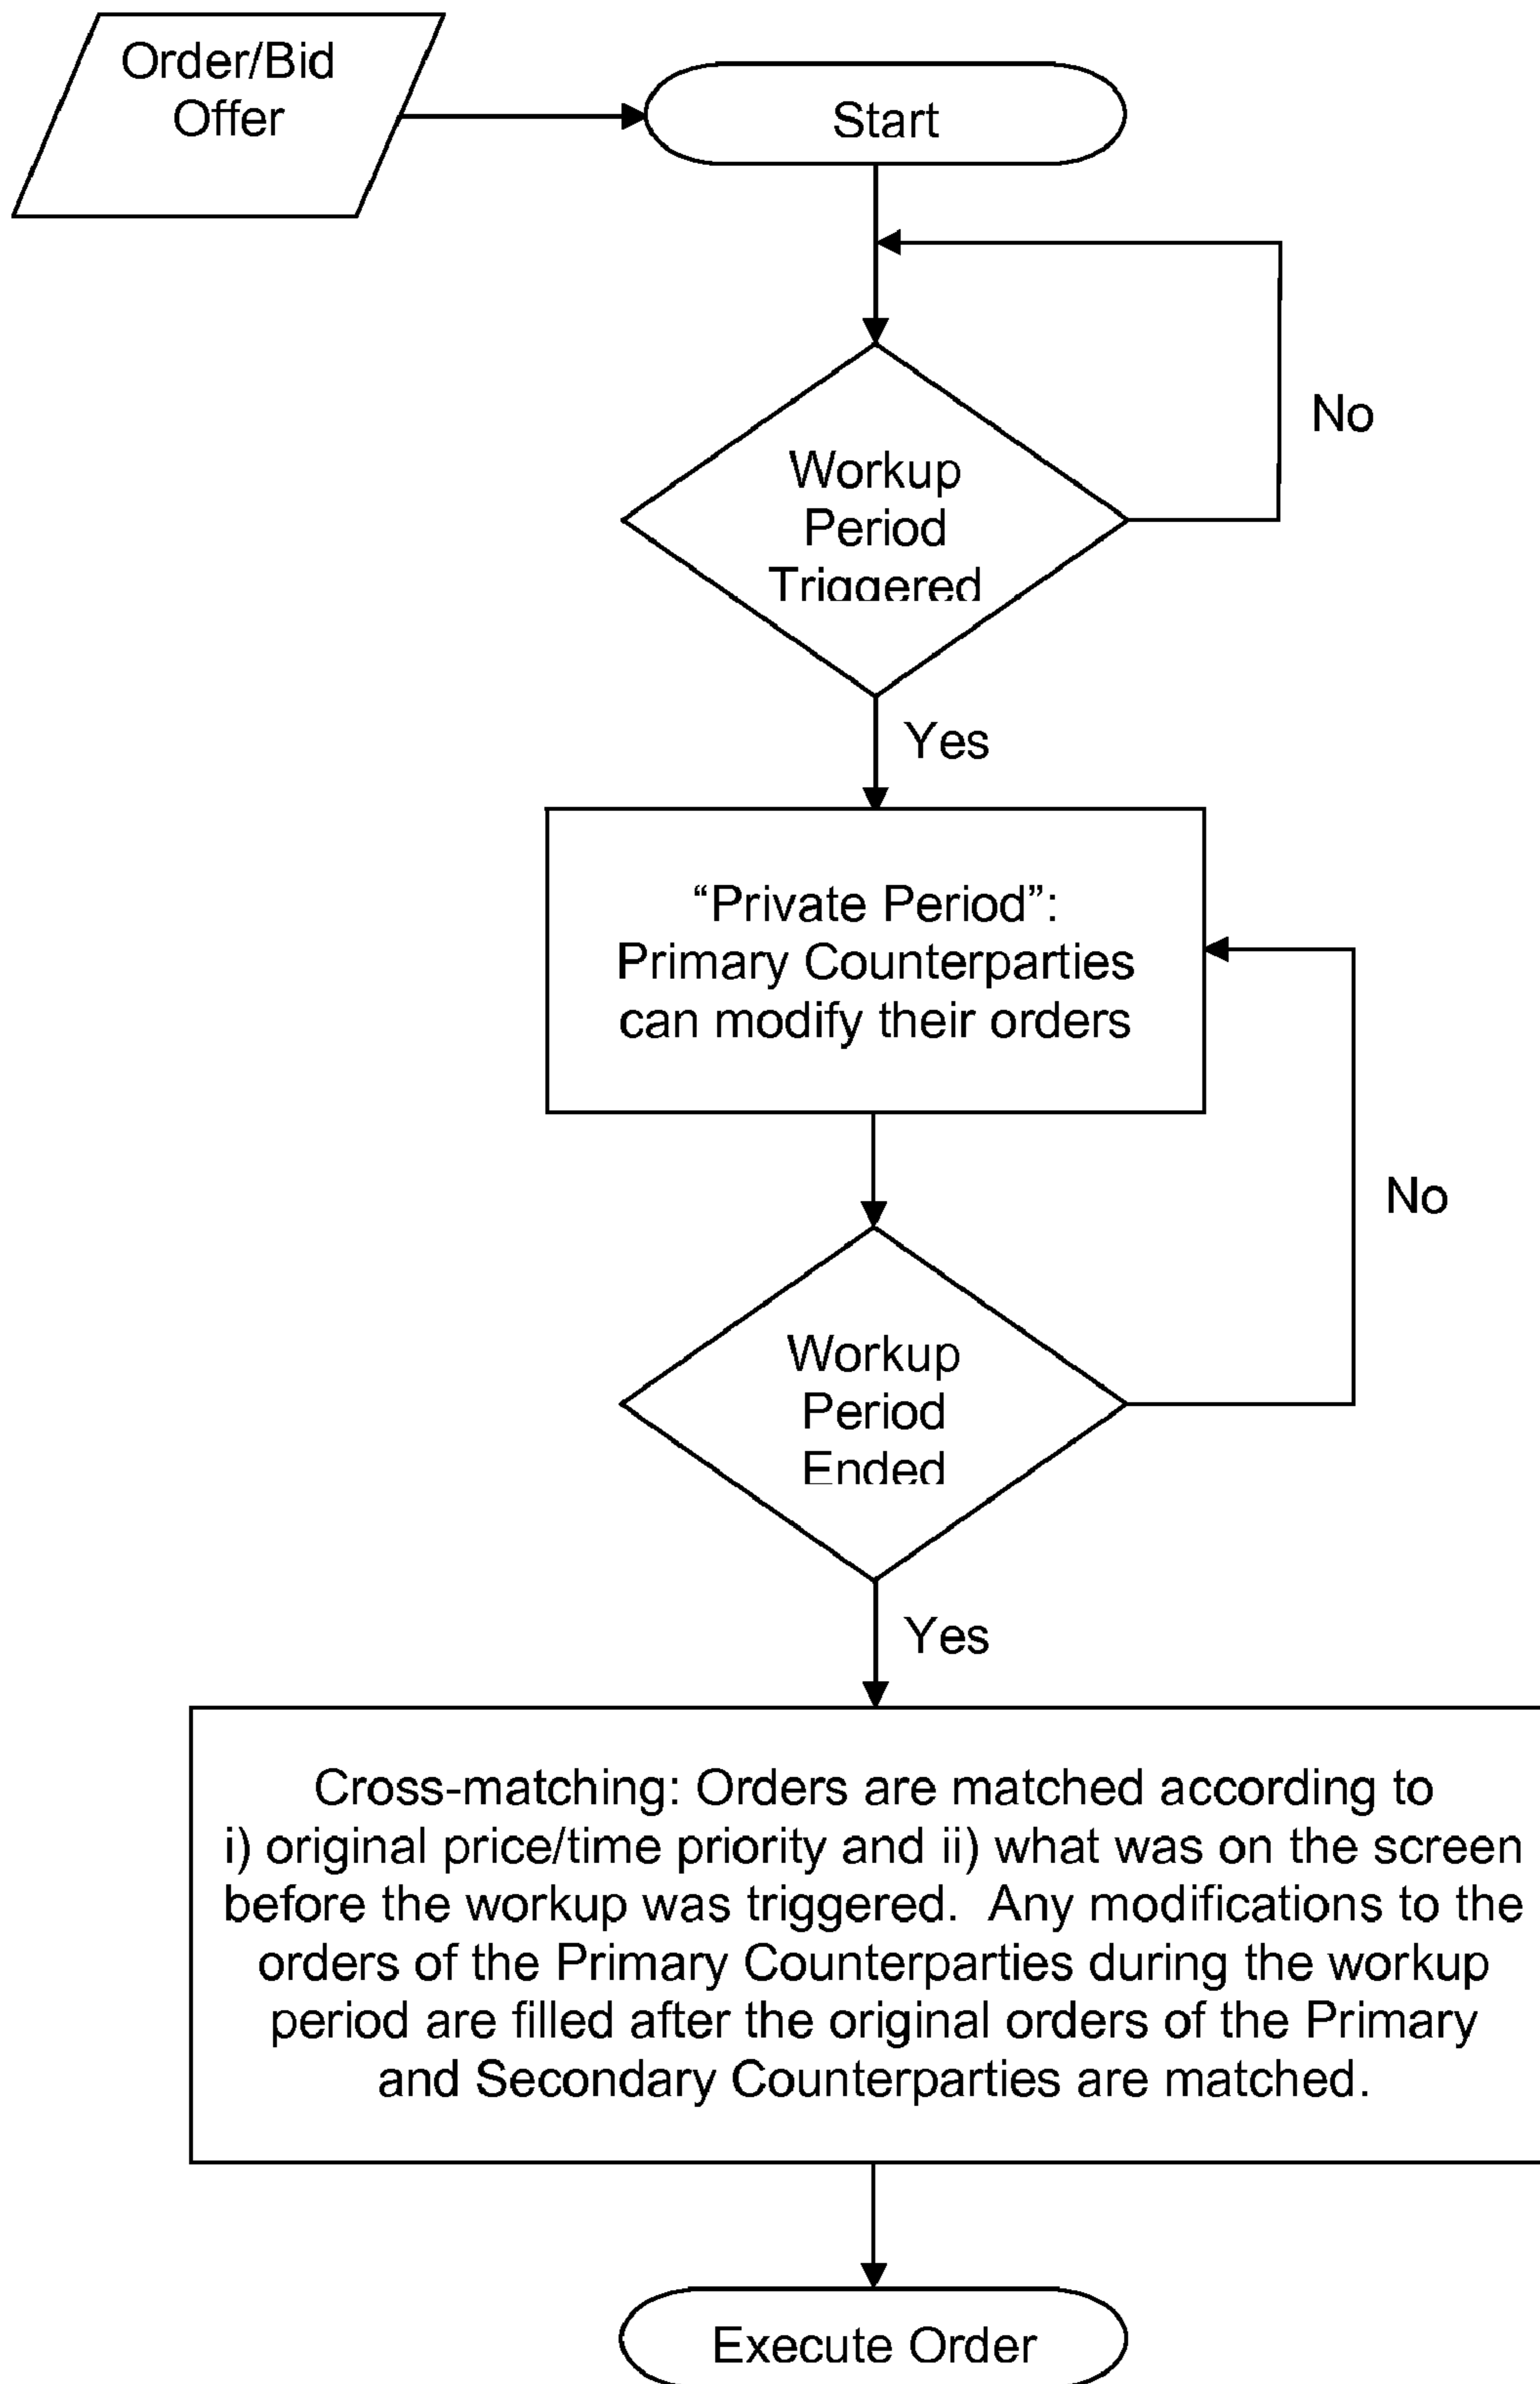 Order/Bid
Offer
Start
No
Workup
Period
Triggered
Yes
“Private Period”:
Primary Counterparties
can modify their orders
No
Workup
Period
Ended
Yes
Cross-matching: Orders are matched according to
i) original price/time priority and ii) what was on the screen
before the workup was triggered.  Any modifications to the
orders of the Primary Counterparties during the workup
period are filled after the original orders of the Primary
and Secondary Counterparties are matched.
Execute Order